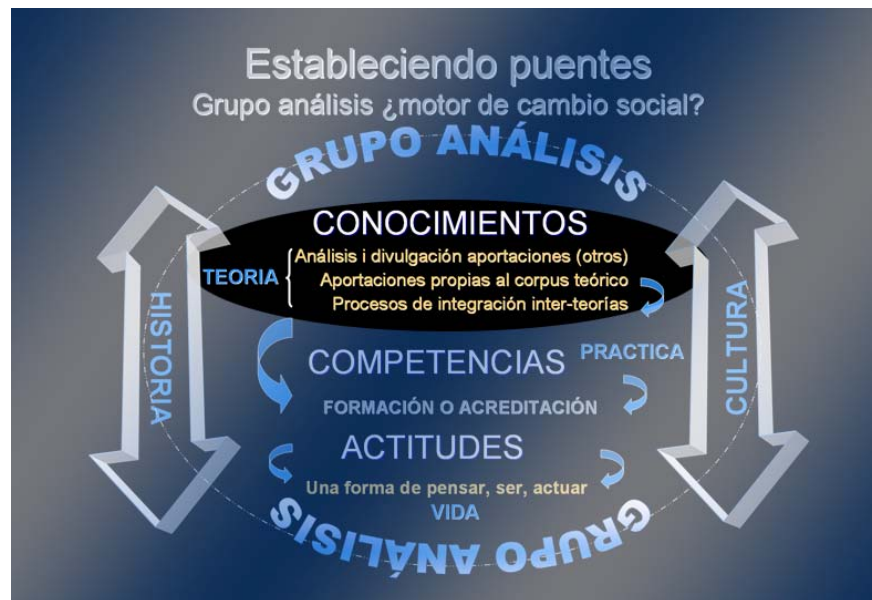 Estableciendo puentes
Grupo análisis ¿motor de cambio social?
GRUPO ANÁLISIS
CONOCIMIENTOS
Análisis i divulgación aportaciones (otros)
TEORIA
Aportaciones propias al corpus teórico
Procesos de integración inter-teorías
HISTORIA
CULTURA
COMPETENCIAS
PRACTICA
FORMACIÓN O ACREDITACIÓN
ACTITUDES
Una forma de pensar, ser, actuar
VIDA
GRUPO ANÁLISIS